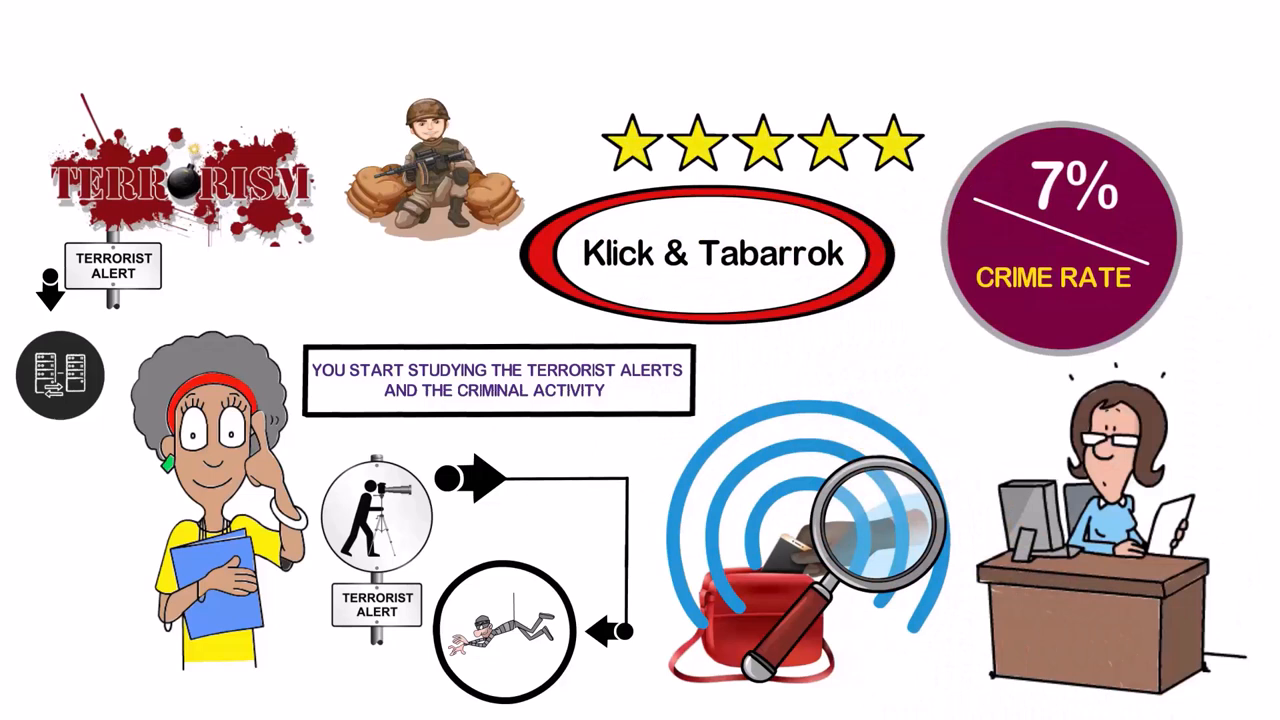 TERRORISM
TERRORIST
ALERT
Klick & Tabarrok
7%
CRIME RATE
YOU START STUDYING THE TERRORIST ALERTS
AND THE CRIMINAL ACTIVITY
TERRORIST
ALERT